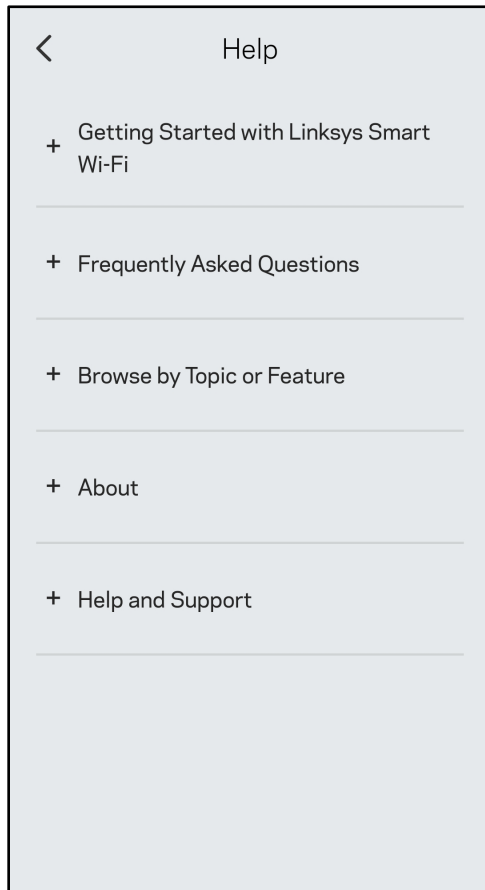 Help
Getting Started with Linksys Smart
Wi-Fi
Frequently Asked Questions
Browse by Topic or Feature
About
Help and Support